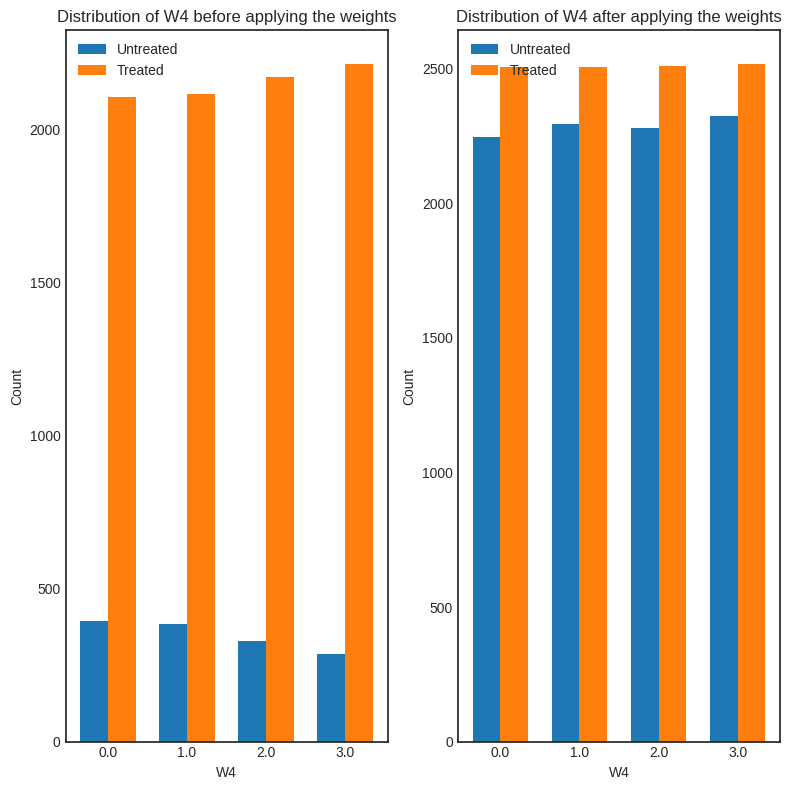 Distribution of W4 before applying the weights
Untreated
Treated
2000
1500
1000
500
0
Count
0.0 1.0 2.0 3.0
W4
Distribution of W4 after applying the weights
Untreated
Treated
2500
2000
1500
1000
500
0
Count
0.0 1.0 2.0 3.0
W4